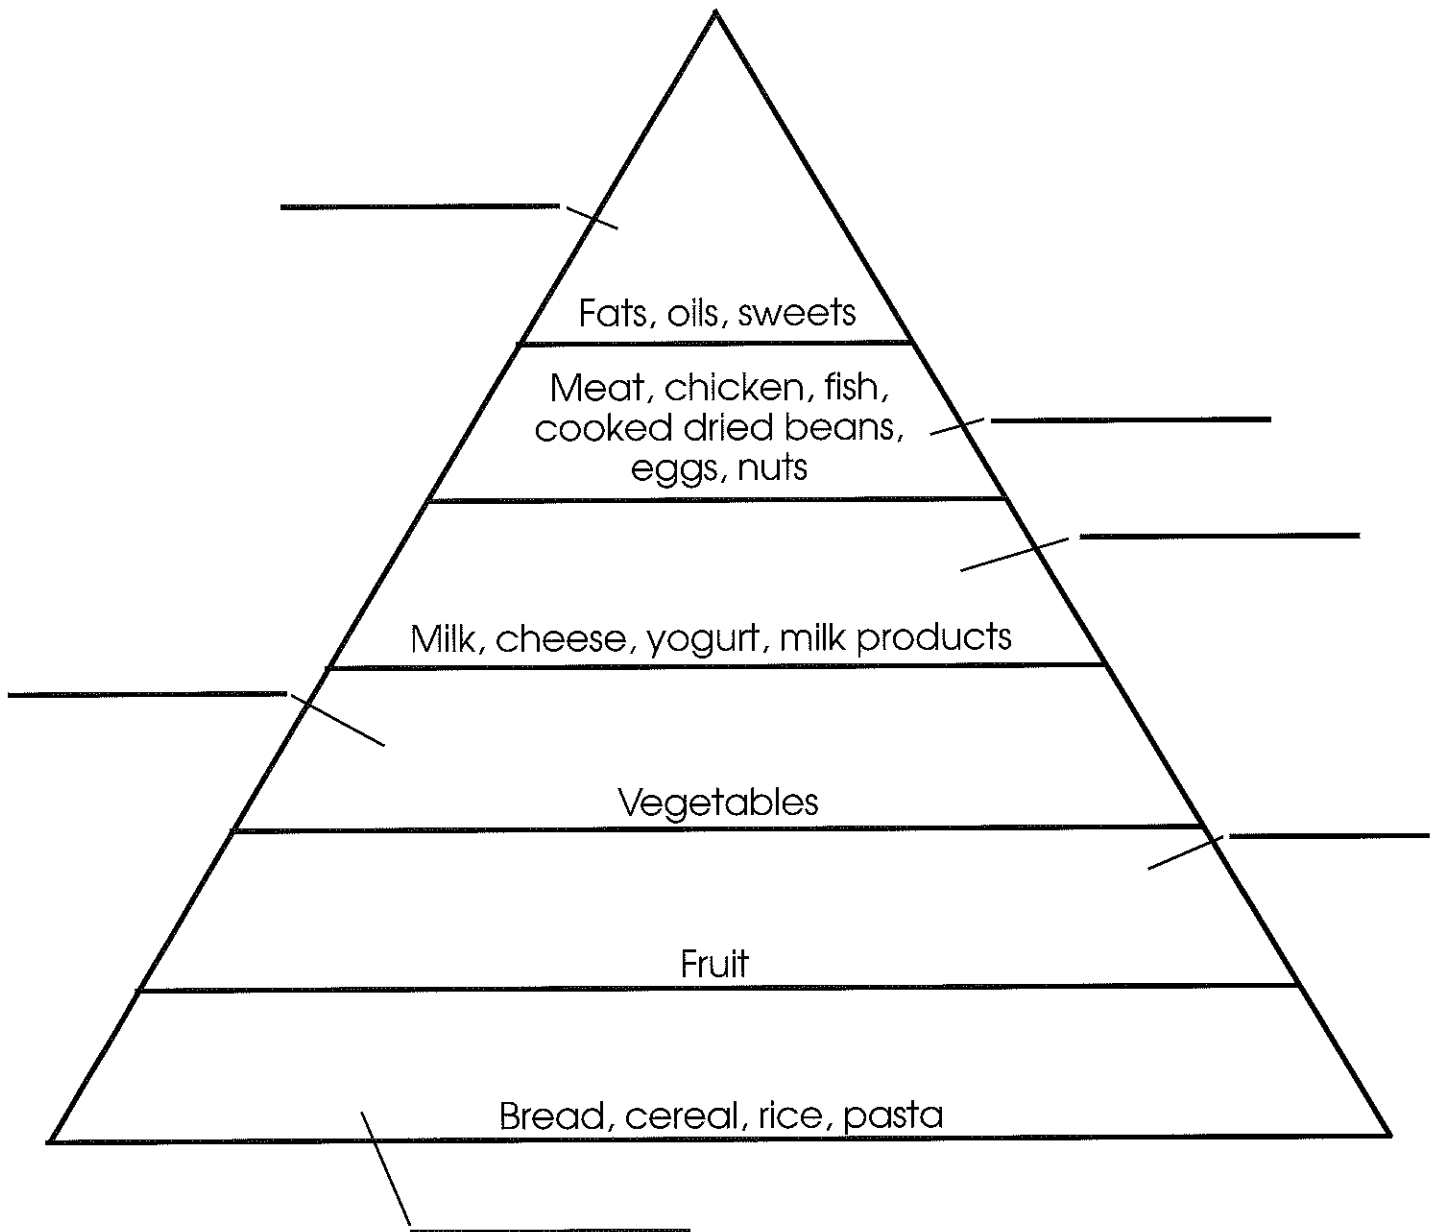 Fats, oils, sweets
Meat, chicken, fish,
cooked dried beans,
eggs, nuts
Milk, cheese, yogurt, milk products
Vegetables
Fruit
Bread, cereal, rice, pasta